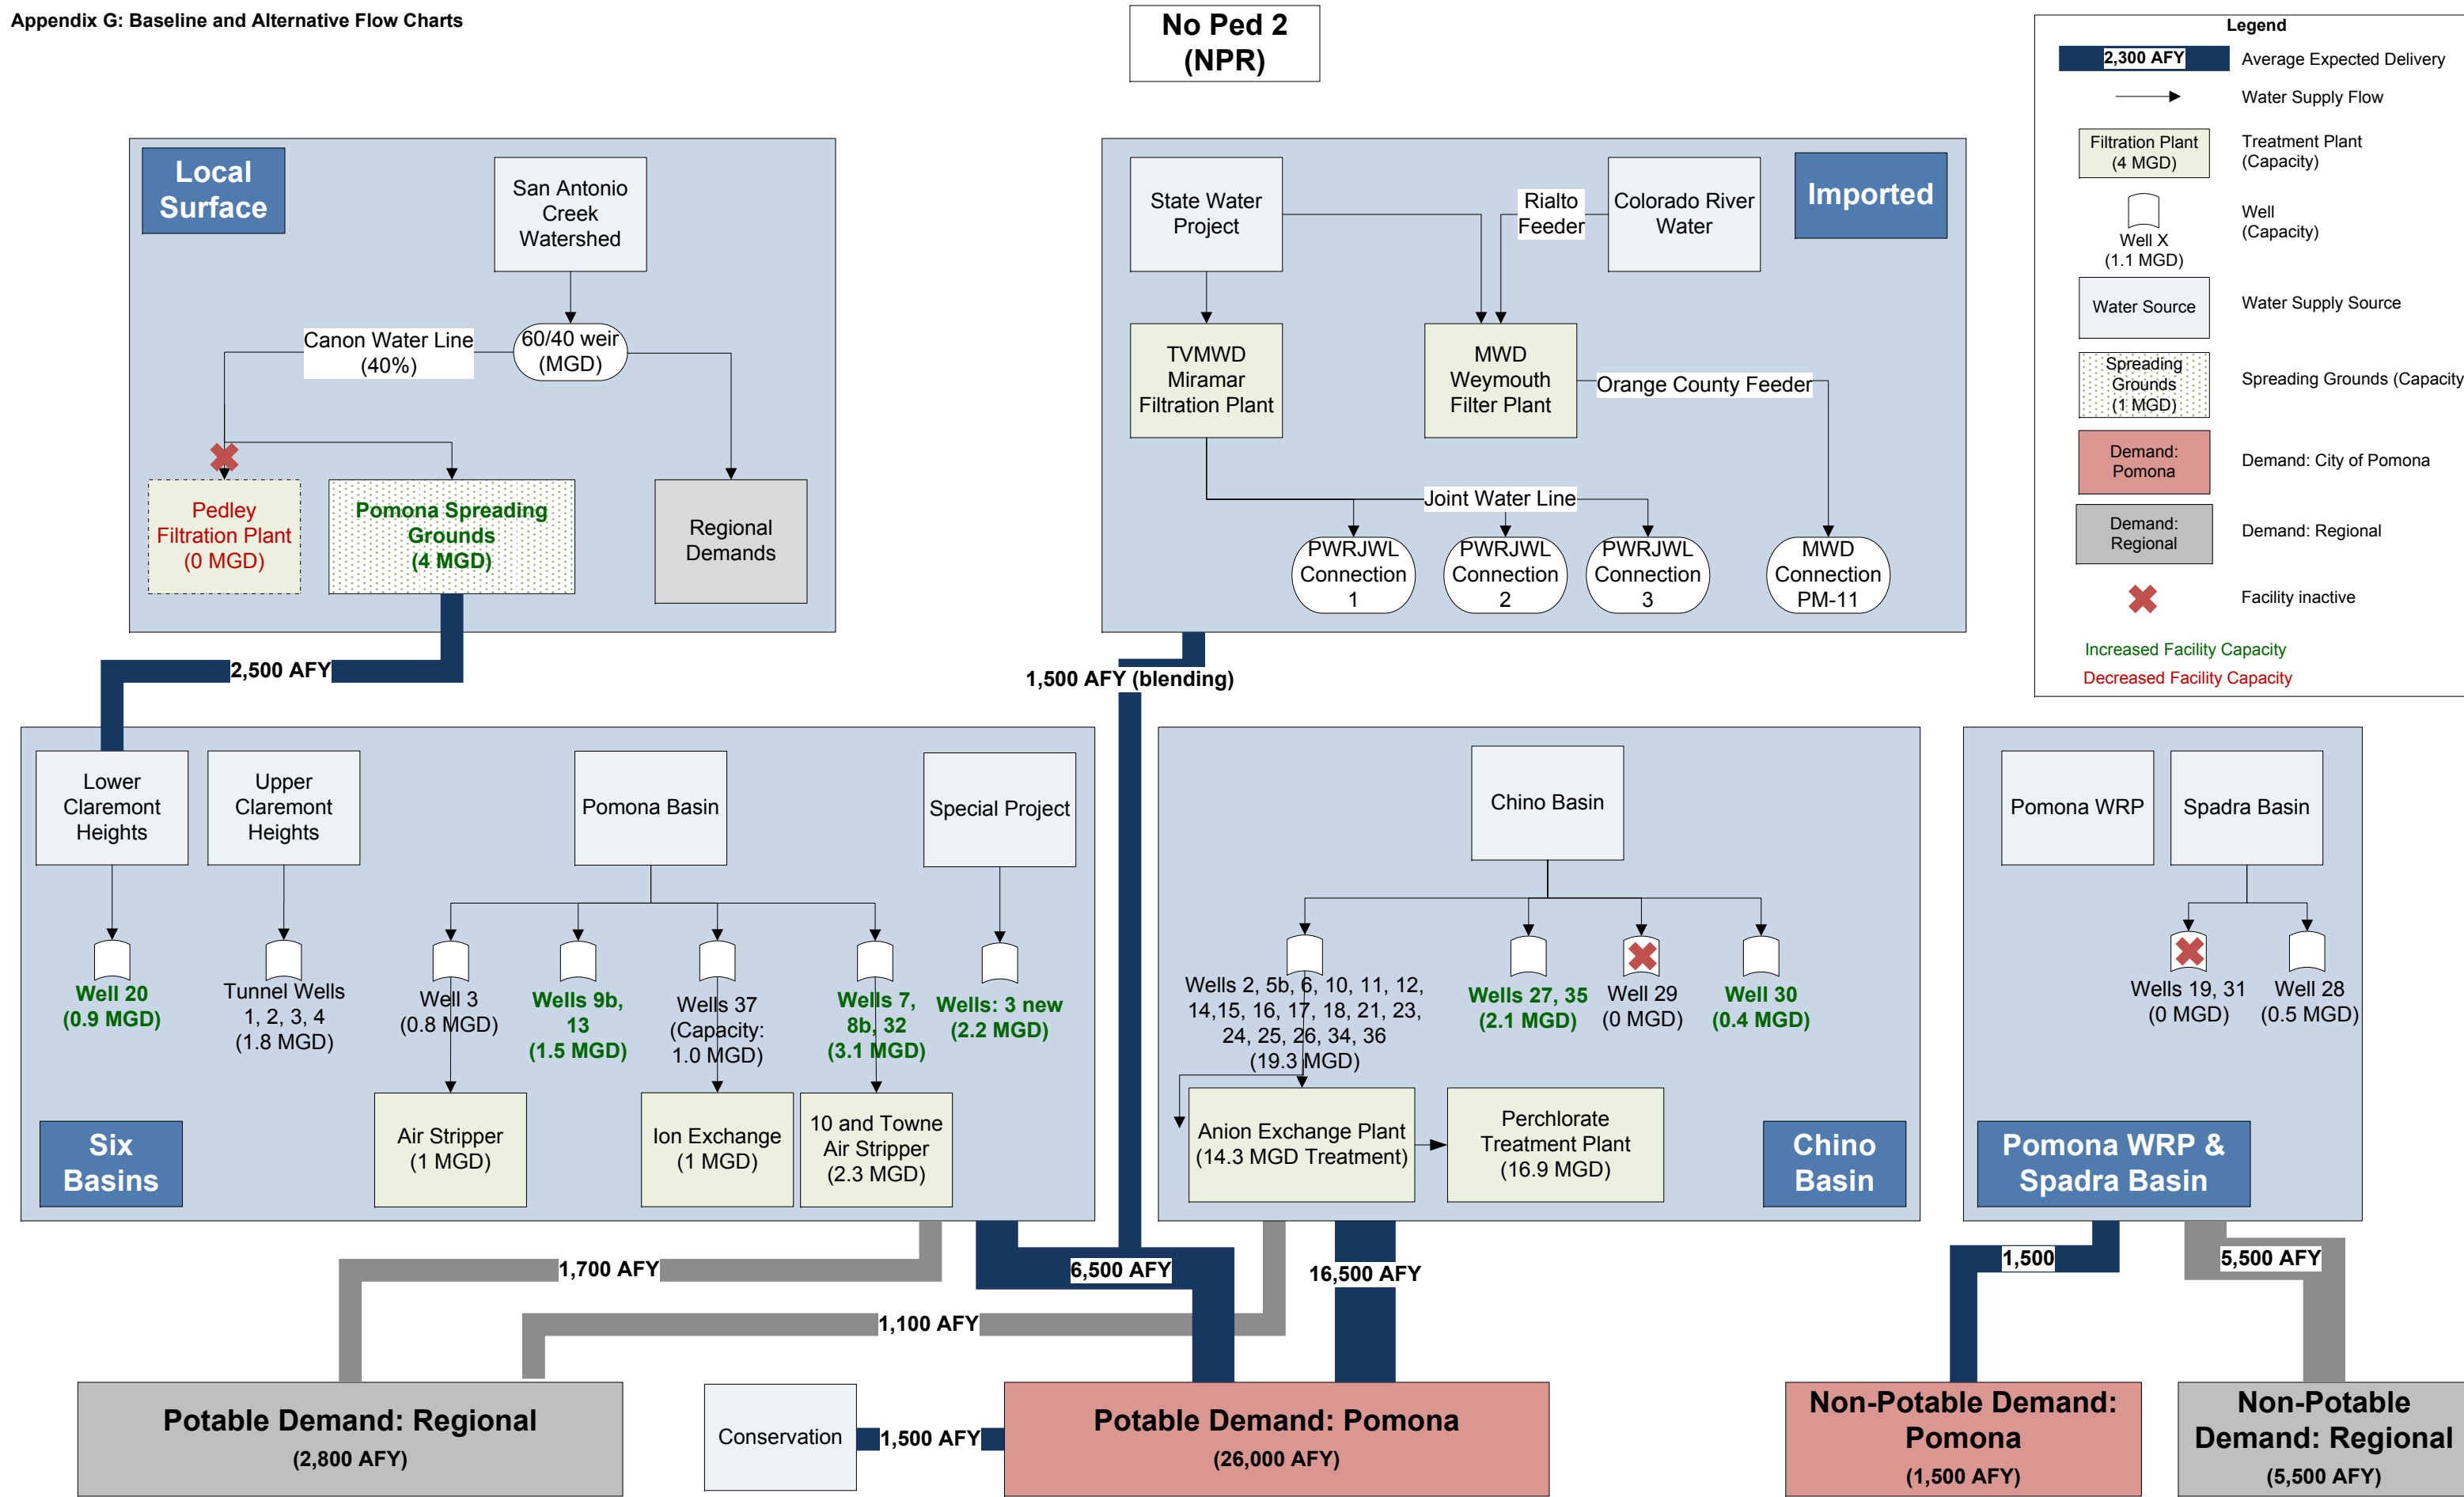 Appendix G: Baseline and Alternative Flow Charts
No Ped 2
(NPR)
Legend
2,300 AFY
Average Expected Delivery
Water Supply Flow
Filtration Plant
(4 MGD)
Treatment Plant
(Capacity)
Well X
(1.1 MGD)
Well
(Capacity)
Water Source
Water Supply Source
Spreading
Grounds
(1 MGD)
Spreading Grounds (Capacity
Demand:
Pomona
Demand: City of Pomona
Demand:
Regional
Demand: Regional
Facility inactive
Increased Facility Capacity
Decreased Facility Capacity
Local
Surface
San Antonio
Creek
Watershed
Canon Water Line
(40%)
60/40 weir
(MGD)
Pedley
Filtration Plant
(0 MGD)
Pomona Spreading
Grounds
(4 MGD)
Regional
Demands
2,500 AFY
State Water
Project
Rialto
Feeder
Colorado River
Water
Imported
TVMWD
Miramar
Filtration Plant
MWD
Weymouth
Filter Plant
Orange County Feeder
Joint Water Line
PWRJWL
Connection
1
PWRJWL
Connection
2
PWRJWL
Connection
3
MWD
Connection
PM-11
1,500 AFY (blending)
Lower
Claremont
Heights
Upper
Claremont
Heights
Pomona Basin
Special Project
Well 20
(0.9 MGD)
Tunnel Wells
1, 2, 3, 4
(1.8 MGD)
Well 3
(0.8 MGD)
Wells 9b,
13
(1.5 MGD)
Wells 37
(Capacity:
1.0 MGD)
Wells 7,
8b, 32
(3.1 MGD)
Wells: 3 new
(2.2 MGD)
Six
Basins
Air Stripper
(1 MGD)
Ion Exchange
(1 MGD)
10 and Towne
Air Stripper
(2.3 MGD)
Chino Basin
Wells 2, 5b, 6, 10, 11, 12,
14,15, 16, 17, 18, 21, 23,
24, 25, 26, 34, 36
(19.3 MGD)
Wells 27, 35
(2.1 MGD)
Well 29
(0 MGD)
Well 30
(0.4 MGD)
Anion Exchange Plant
(14.3 MGD Treatment)
Perchlorate
Treatment Plant
(16.9 MGD)
Chino
Basin
Pomona WRP
Spadra Basin
Wells 19, 31
(0 MGD)
Well 28
(0.5 MGD)
Pomona WRP &
Spadra Basin
1,700 AFY
6,500 AFY
16,500 AFY
1,100 AFY
1,500
5,500 AFY
Potable Demand: Regional
(2,800 AFY)
Conservation
1,500 AFY
Potable Demand: Pomona
(26,000 AFY)
Non-Potable Demand:
Pomona
(1,500 AFY)
Non-Potable
Demand: Regional
(5,500 AFY)